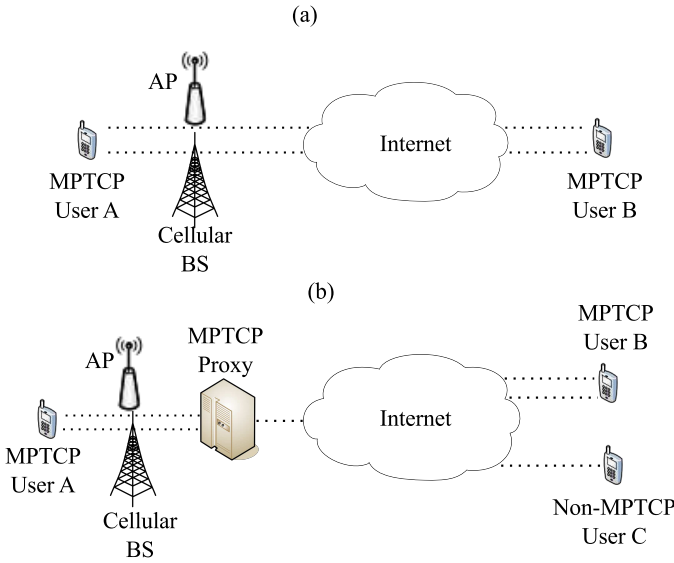 (a)
AP
Internet
MPTCP
User A
MPTCP
User B
Cellular
BS
(b)
MPTCP
User B
MPTCP
Proxy
AP
Internet
MPTCP
User A
Cellular
BS
Non-MPTCP
User C